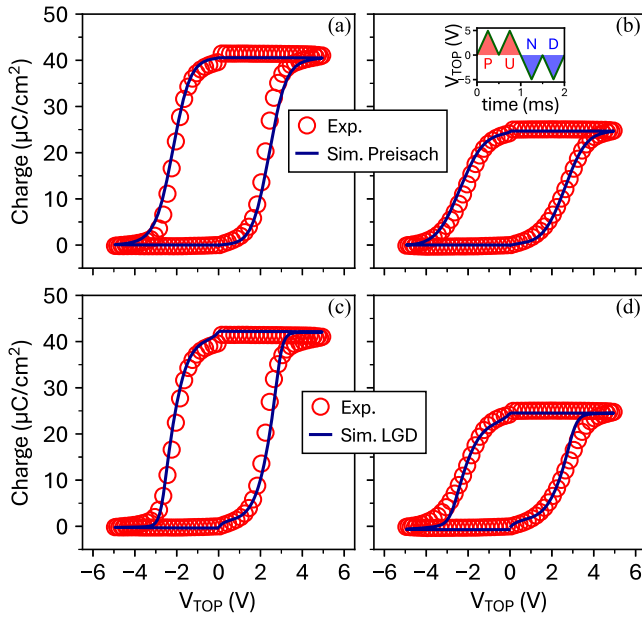 (a)
50
40
30
20
10
0
Charge (µC/cm²)
Exp.
Sim. Preisach
(b)
V_TOP (V)
5
0
−5
P U N D
0 1 2
time (ms)
(c)
50
40
30
20
10
0
Charge (µC/cm²)
Exp.
Sim. LGD
(d)
−6 −4 −2 0 2 4 6
V_TOP (V)
−6 −4 −2 0 2 4 6
V_TOP (V)